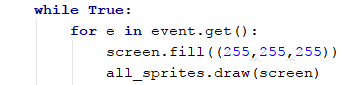 while True:
    for e in event.get():
        screen.fill((255,255,255))
        all_sprites.draw(screen)